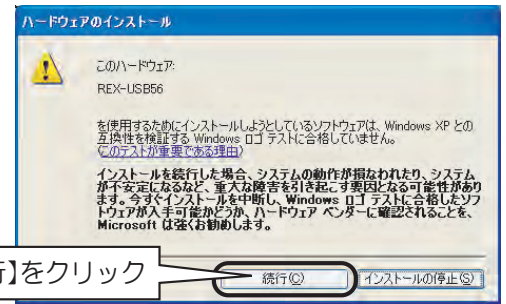 ハードウェアのインストール
このハードウェア:
REX-USB56
を使用するためにインストールしようとしているソフトウェアは、Windows XP との
互換性を検証する Windows ロゴ テストに合格していません。
(このテストが重要である理由)
インストールを続行した場合、システムの動作が損なわれたり、システム
が不安定になるなど、重大な障害を引き起こす要因となる可能性があり
ます。今すぐインストールを中断し、Windows ロゴ テストに合格したソフ
トウェアが入手可能かどうか、ハードウェア ベンダーに確認されることを、
Microsoft は強くお勧めします。
行】をクリック
続行(C)
インストールの停止(S)